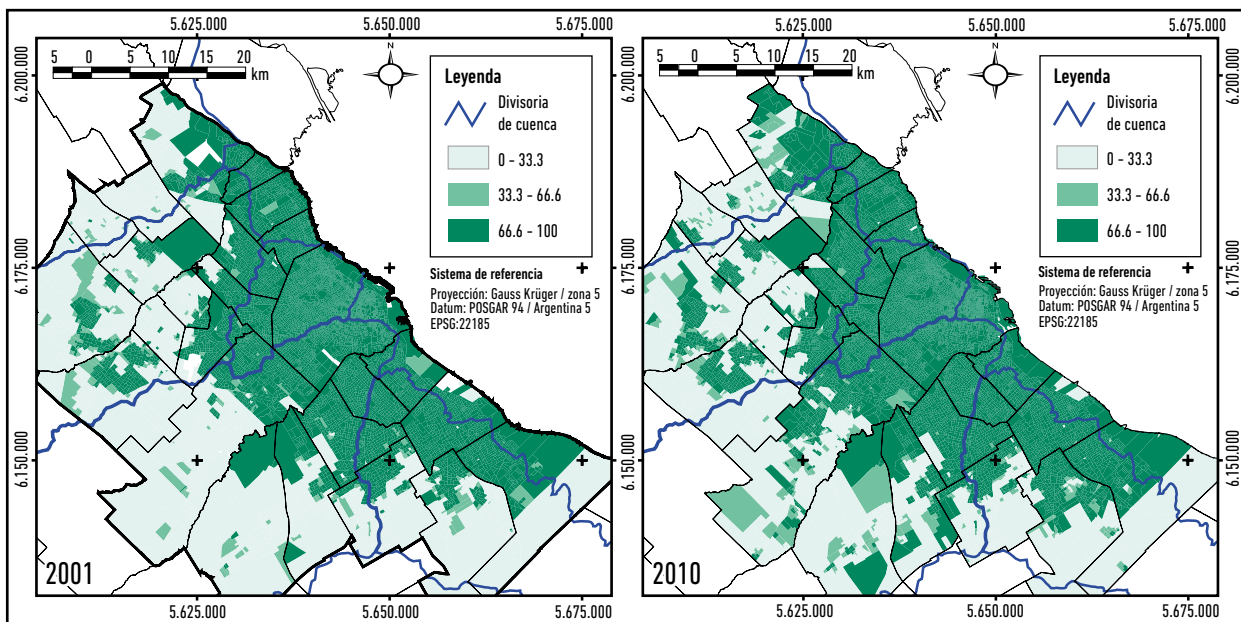 5.625.000 5.650.000 5.675.000
6.200.000
6.175.000
6.150.000
5 0 5 10 15 20
km
N
Leyenda
Divisoria
de cuenca
0 - 33.3
33.3 - 66.6
66.6 - 100
Sistema de referencia
Proyección: Gauss Krüger / zona 5
Datum: POSGAR 94 / Argentina 5
EPSG:22185
2001
5.625.000 5.650.000 5.675.000
5.625.000 5.650.000 5.675.000
5 0 5 10 15 20
km
N
Leyenda
Divisoria
de cuenca
0 - 33.3
33.3 - 66.6
66.6 - 100
Sistema de referencia
Proyección: Gauss Krüger / zona 5
Datum: POSGAR 94 / Argentina 5
EPSG:22185
6.200.000
6.175.000
6.150.000
2010
5.625.000 5.650.000 5.675.000